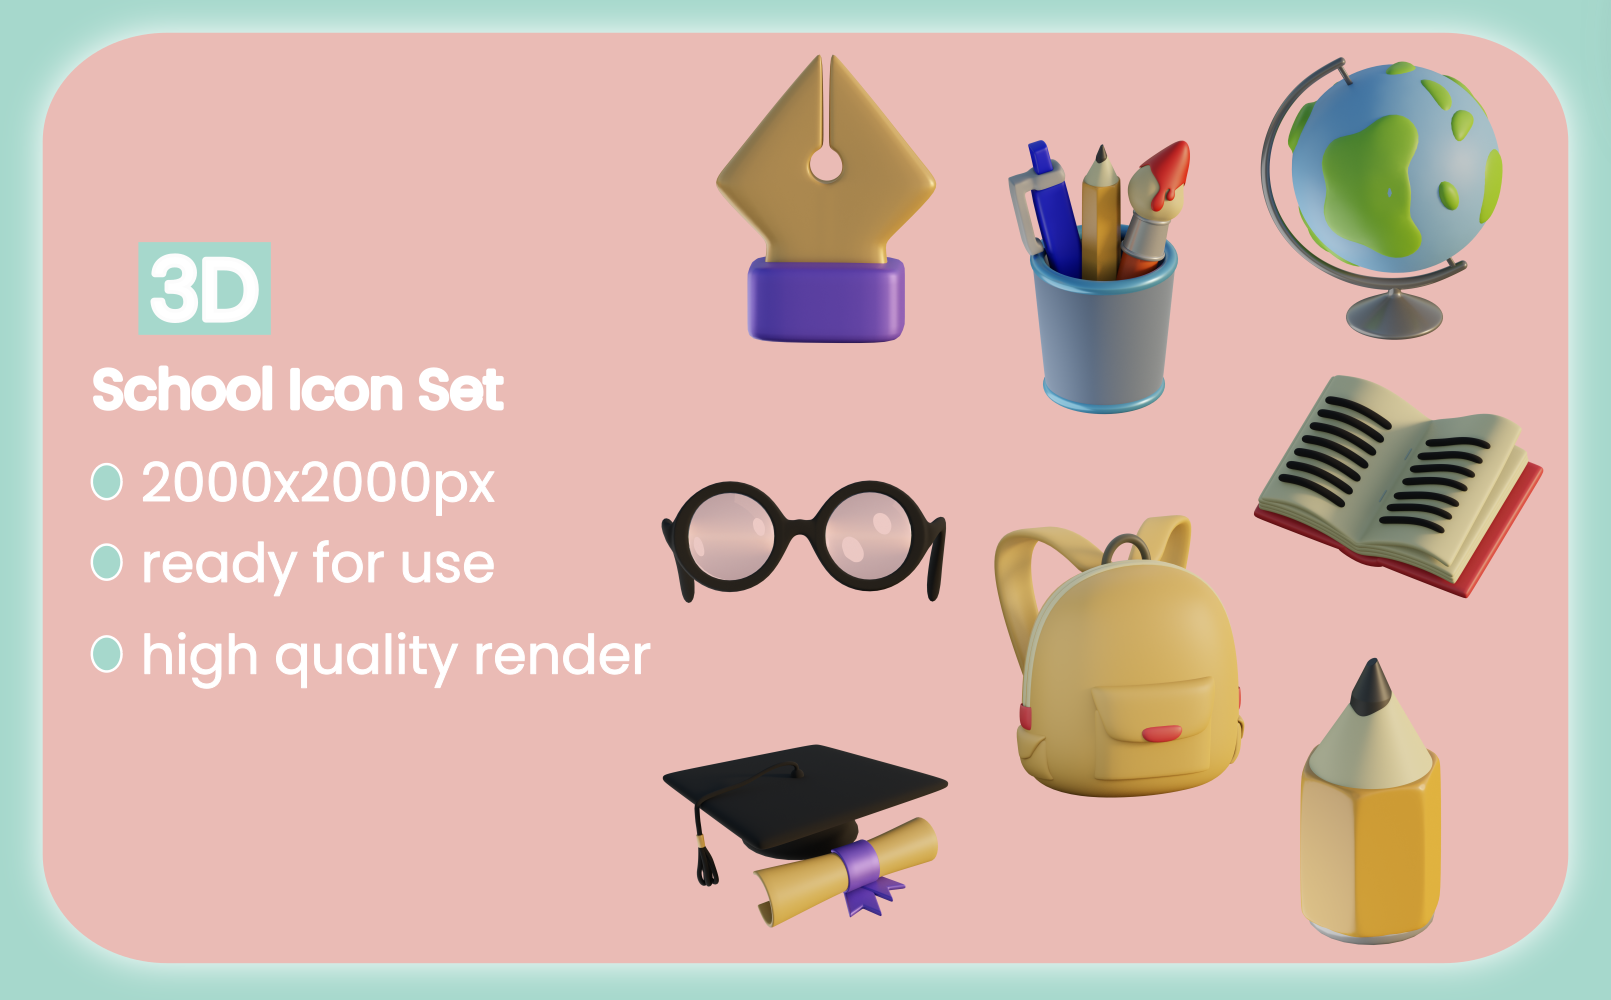 3D
School Icon Set
2000x2000px
ready for use
high quality render